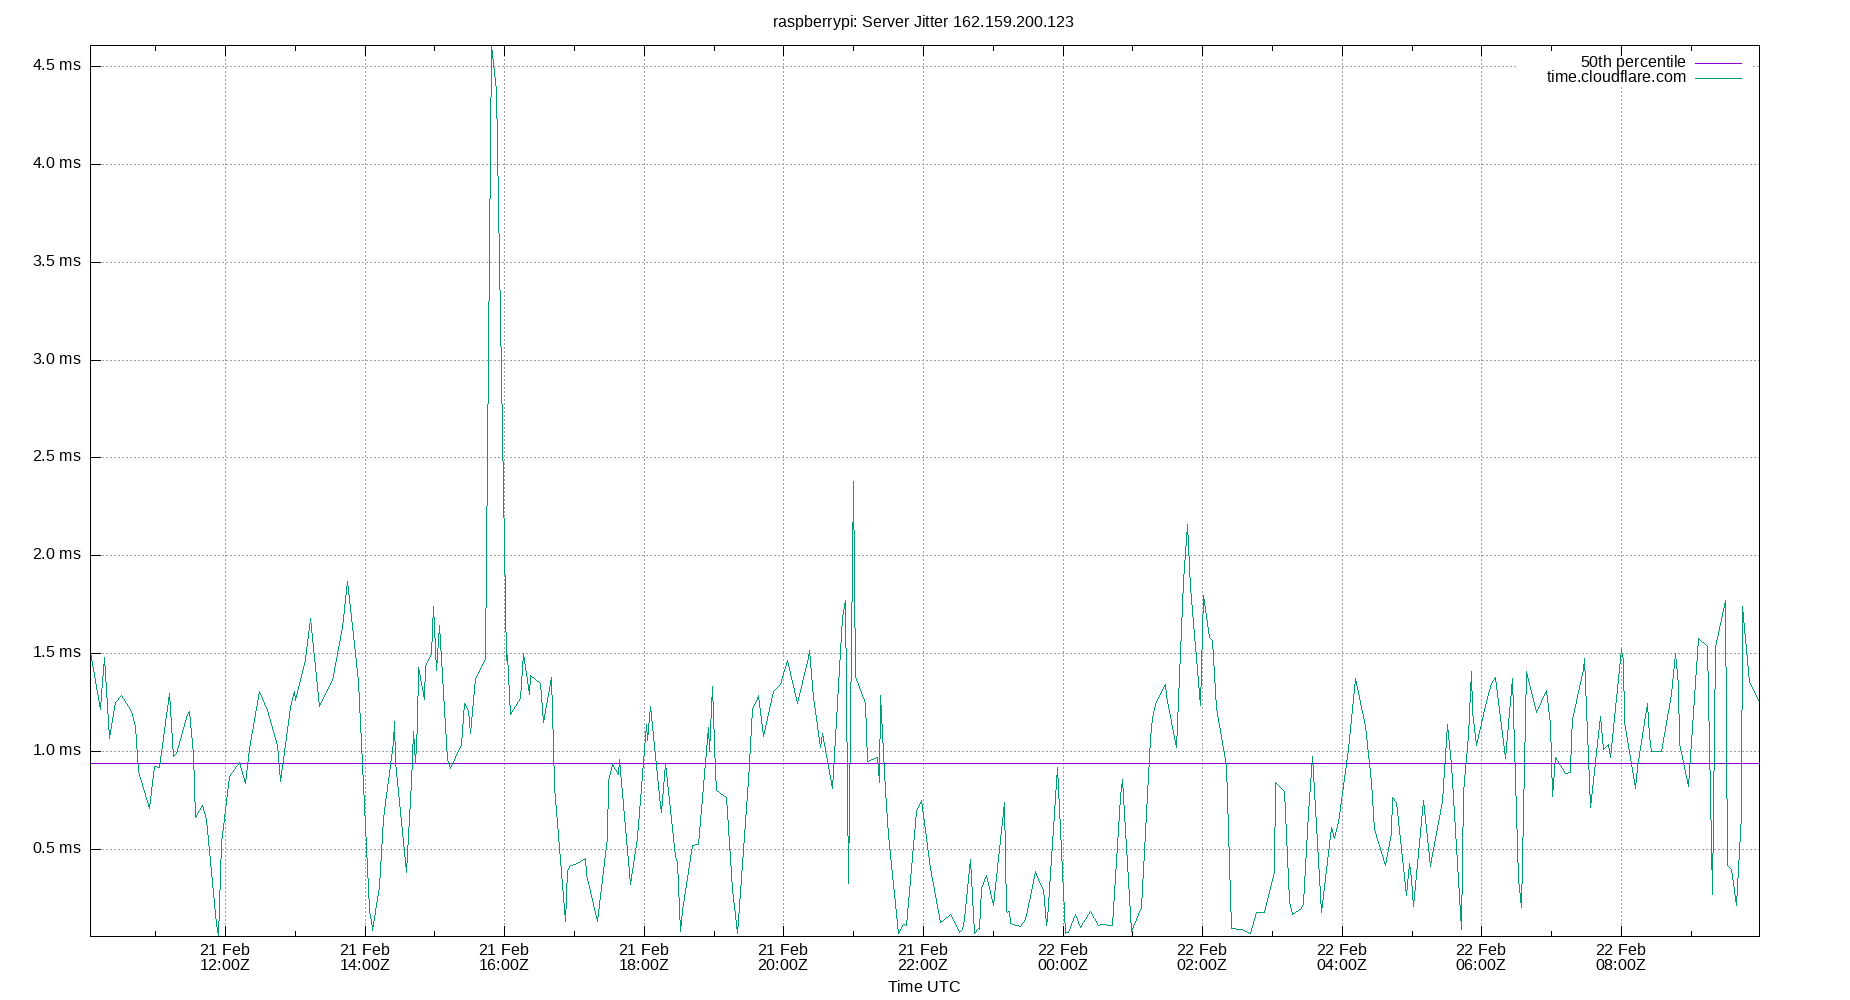 raspberrypi: Server Jitter 162.159.200.123
50th percentile
time.cloudflare.com
4.5 ms
4.0 ms
3.5 ms
3.0 ms
2.5 ms
2.0 ms
1.5 ms
1.0 ms
0.5 ms
21 Feb 21 Feb 21 Feb 21 Feb 21 Feb 21 Feb 22 Feb 22 Feb 22 Feb 22 Feb 22 Feb
12:00Z 14:00Z 16:00Z 18:00Z 20:00Z 22:00Z 00:00Z 02:00Z 04:00Z 06:00Z 08:00Z
Time UTC